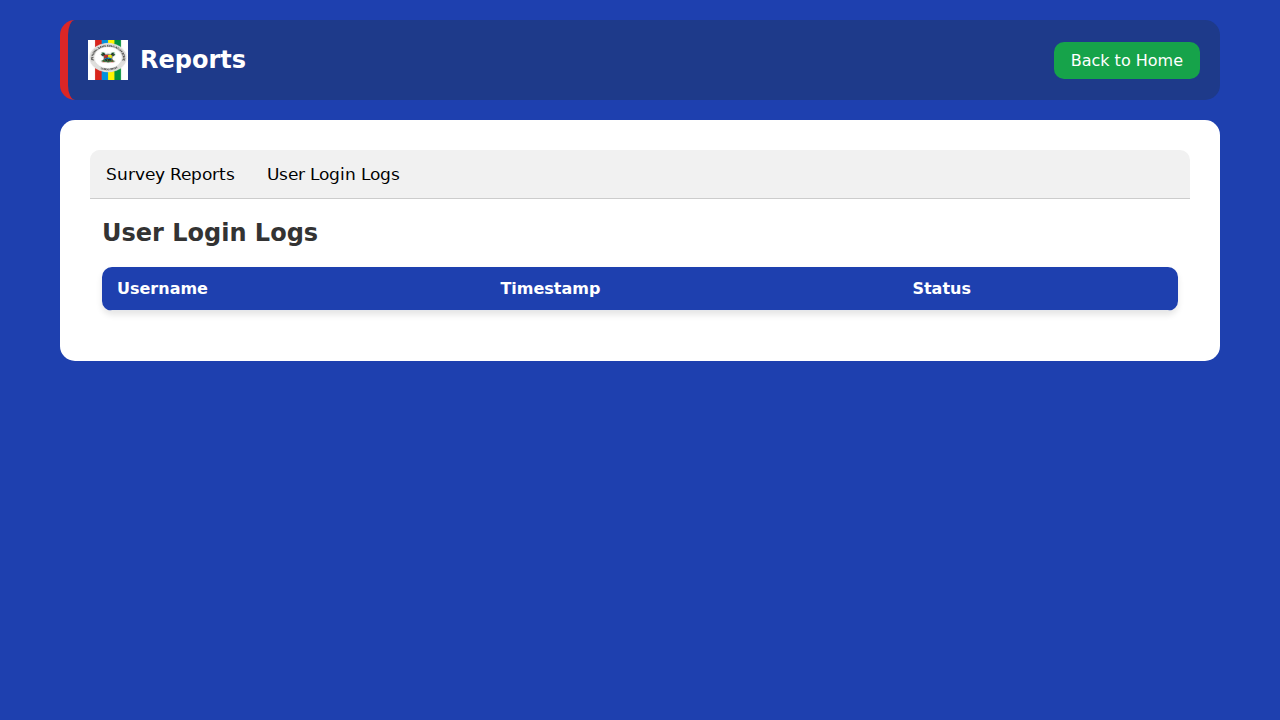 Reports
Back to Home
Survey Reports
User Login Logs
User Login Logs
Username
Timestamp
Status